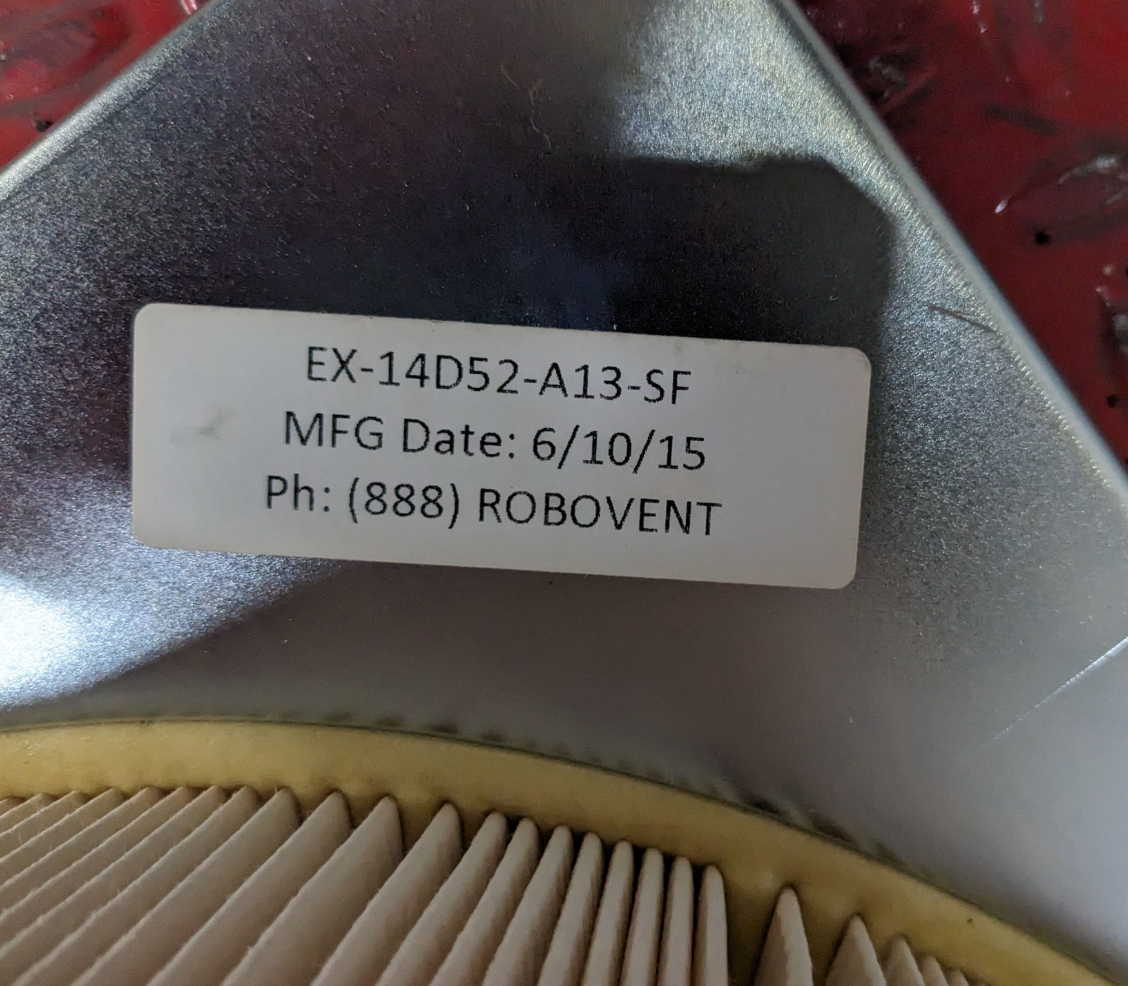 EX-14D52-A13-SF
MFG Date: 6/10/15
Ph: (888) ROBOVENT